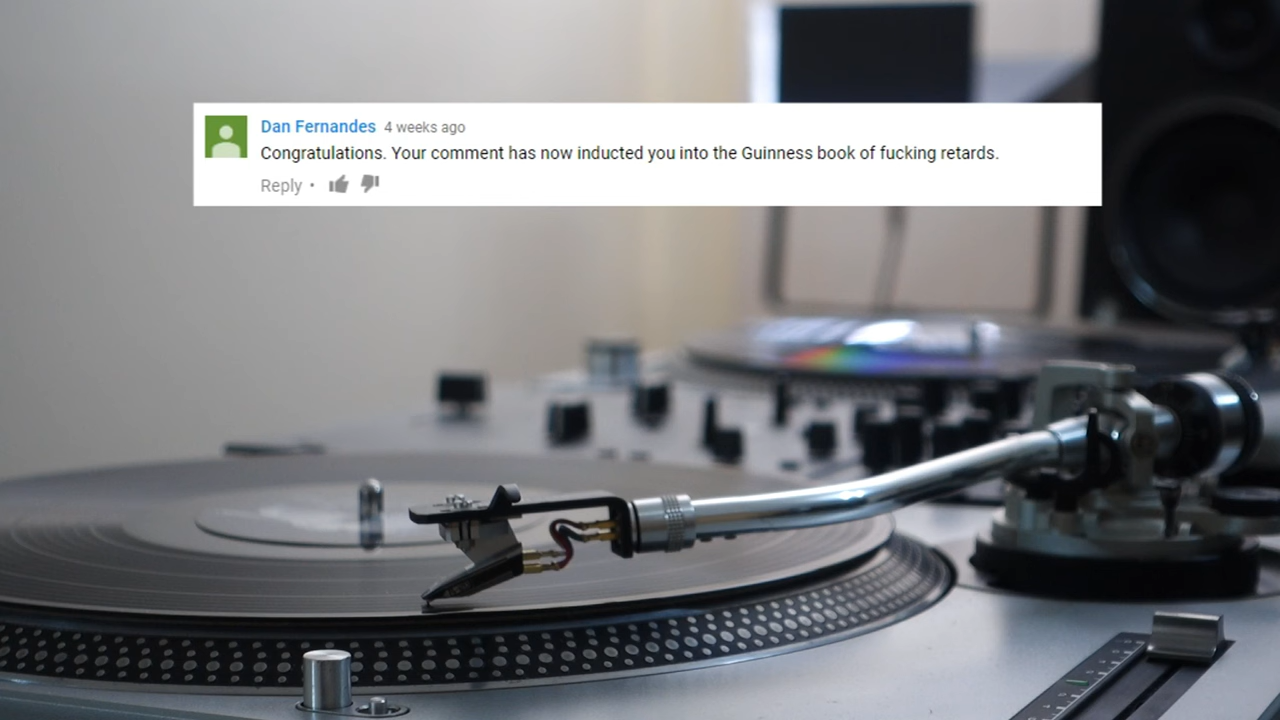 Dan Fernandes 4 weeks ago
Congratulations. Your comment has now inducted you into the Guinness book of fucking retards.
Reply •